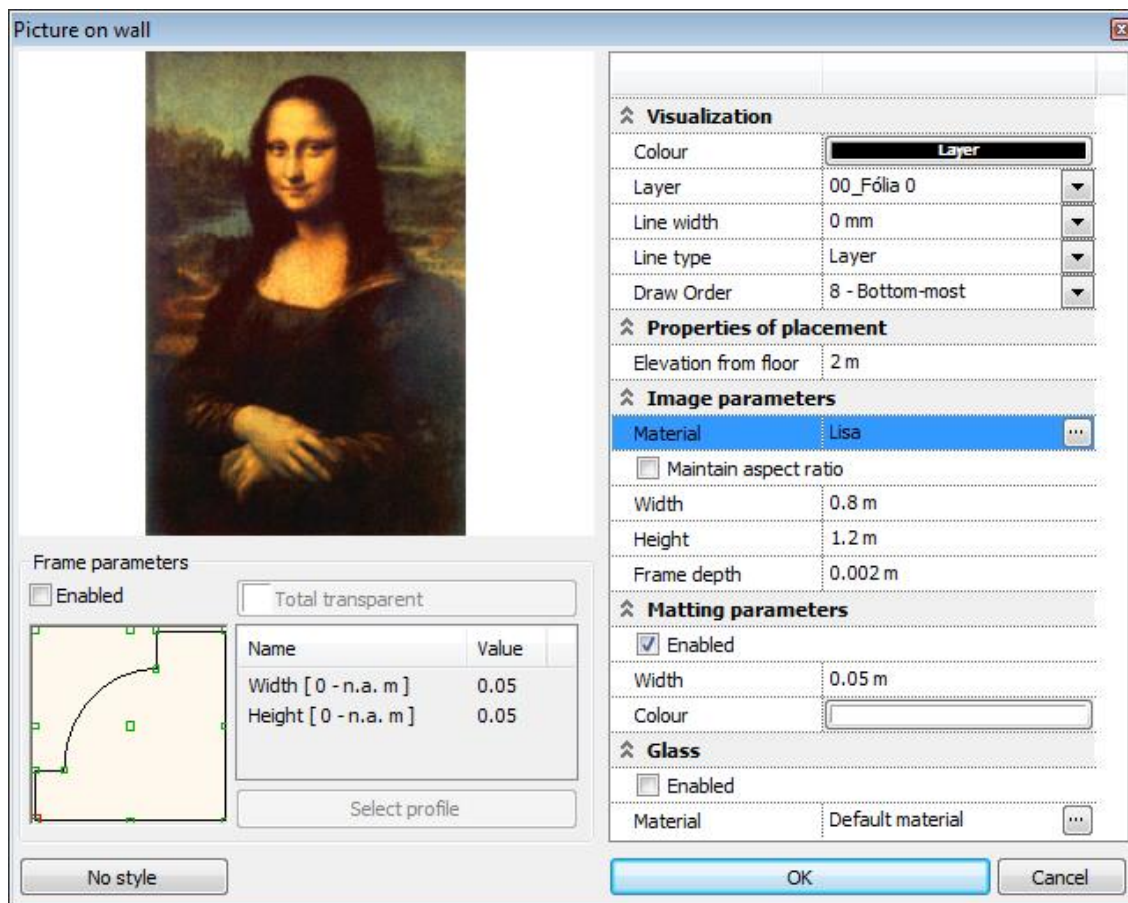 Picture on wall
Visualization
Colour Layer
Layer 00_Fólia 0
Line width 0 mm
Line type Layer
Draw Order 8 - Bottom-most
Properties of placement
Elevation from floor 2 m
Image parameters
Material Lisa ...
Maintain aspect ratio
Width 0.8 m
Height 1.2 m
Frame depth 0.002 m
Matting parameters
Enabled
Width 0.05 m
Colour
Glass
Enabled
Material Default material ...
Frame parameters
Enabled Total transparent
Name Value
Width [ 0 - n.a. m ] 0.05
Height [ 0 - n.a. m ] 0.05
Select profile
No style OK Cancel